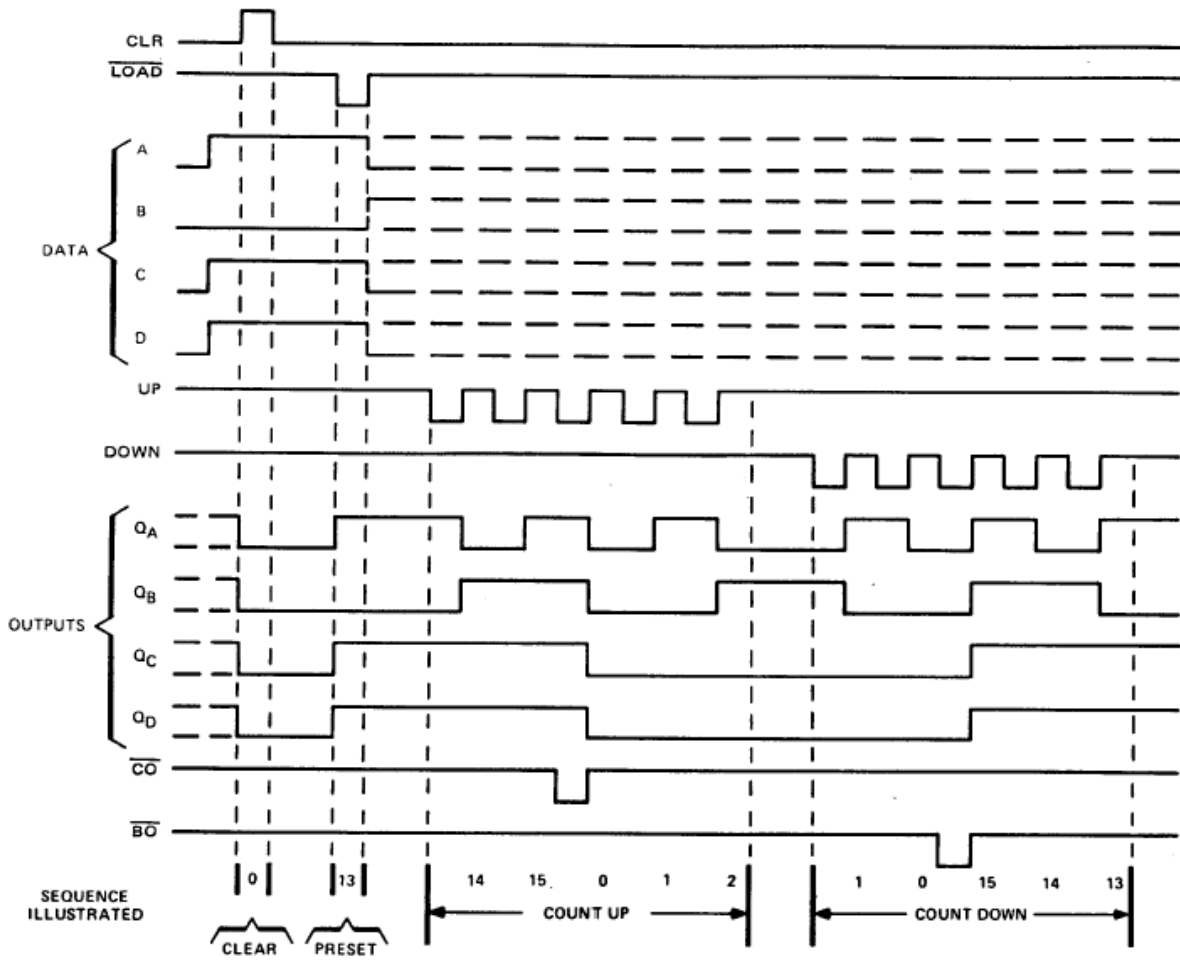 CLR
LOAD
A
B
DATA
C
D
UP
DOWN
QA
QB
OUTPUTS
QC
QD
CO
BO
SEQUENCE
ILLUSTRATED
0 13 14 15 0 1 2 1 0 15 14 13
COUNT UP COUNT DOWN
CLEAR PRESET